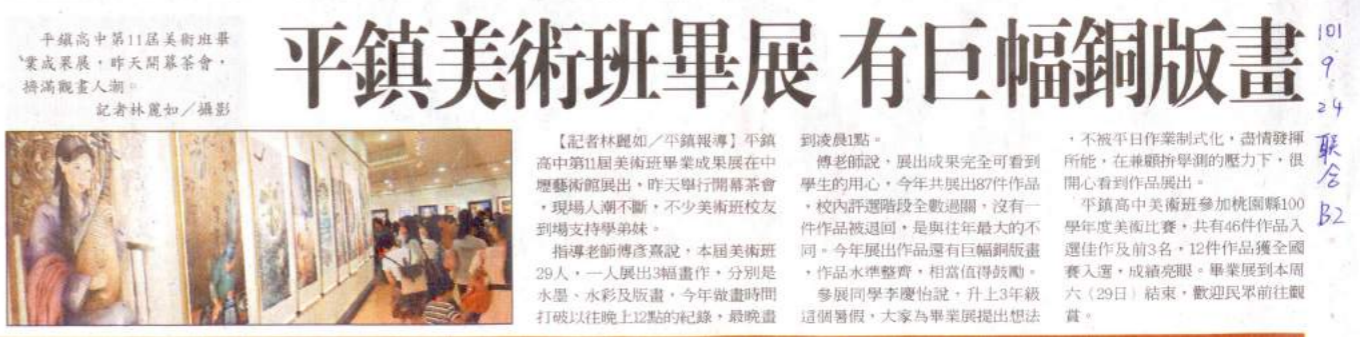 平鎮美術班畢展 有巨幅銅版畫
平鎮高中第11屆美術班畢
業成果展，昨天開幕茶會，
擠滿觀畫人潮。
記者林麗如／攝影
【記者林麗如／平鎮報導】平鎮
高中第11屆美術班畢業成果展在中
壢藝術館展出，昨天舉行開幕茶會
，現場人潮不斷，不少美術班校友
到場支持學弟妹。
指導老師傅彥熹說，本屆美術班
29人，一人展出3幅畫作，分別是
水墨、水彩及版畫，今年做畫時間
打破以往晚上12點的紀錄，最晚畫
到凌晨1點。
傅老師說，展出成果完全可看到
學生的用心，今年共展出87件作品
，校內評選階段全數過關，沒有一
件作品被退回，是與往年最大的不
同。今年展出作品還有巨幅銅版畫
，作品水準整齊，相當值得鼓勵。
參展同學李慶怡說，升上3年級
這個暑假，大家為畢業展提出想法
，不被平日作業制式化，盡情發揮
所能，在兼顧拚學測的壓力下，很
開心看到作品展出。
平鎮高中美術班參加桃園縣100
學年度美術比賽，共有46件作品入
選佳作及前3名，12件作品獲全國
賽入選，成績亮眼。畢業展到本周
六（29日）結束，歡迎民眾前往觀
賞。
101
9
24
聯
合
B2